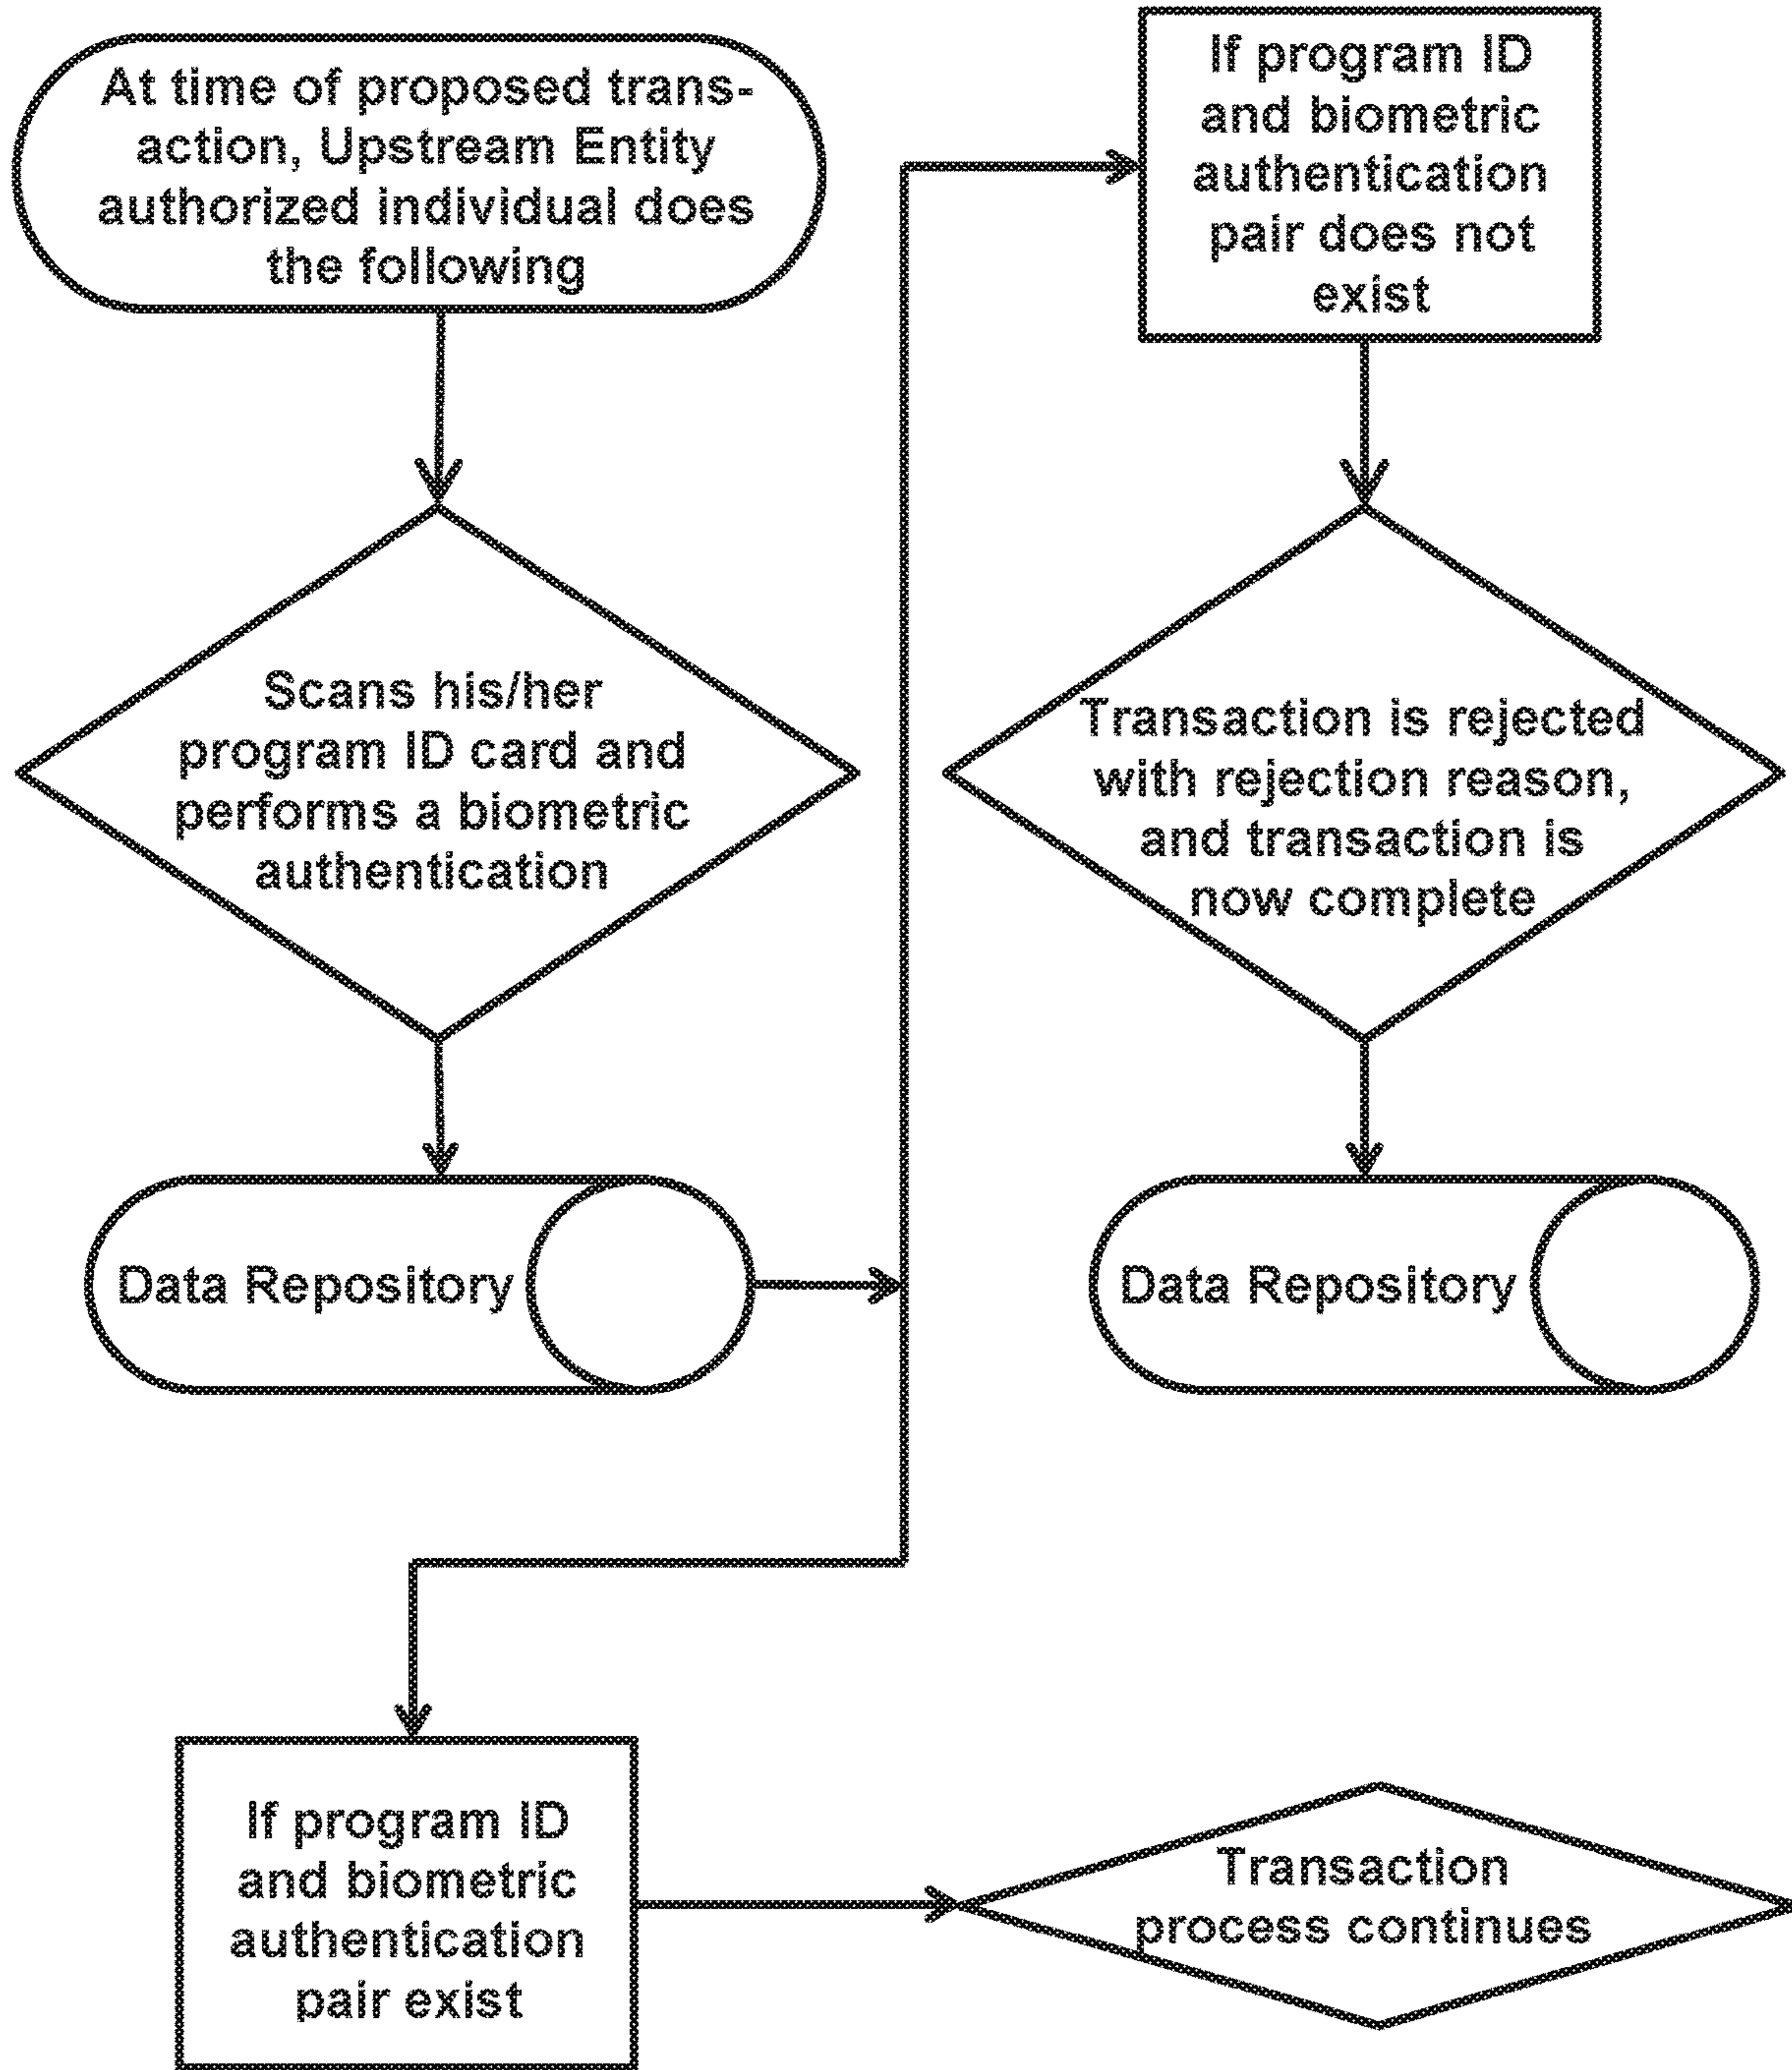 At time of proposed trans-
action, Upstream Entity
authorized individual does
the following
Scans his/her
program ID card and
performs a biometric
authentication
Data Repository
If program ID
and biometric
authentication
pair does not
exist
Transaction is rejected
with rejection reason,
and transaction is
now complete
Data Repository
If program ID
and biometric
authentication
pair exist
Transaction
process continues